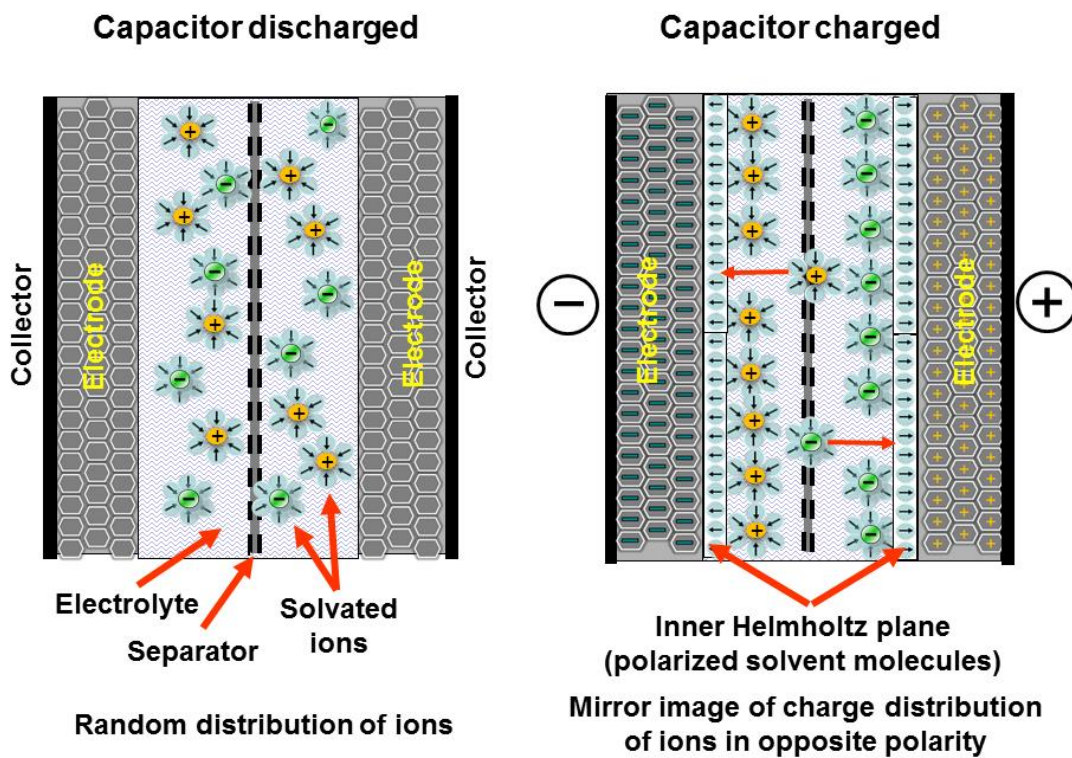 Capacitor discharged
Capacitor charged
Collector
Electrode
Electrode
Collector
Electrode
Electrode
Electrolyte
Separator
Solvated
ions
Random distribution of ions
Inner Helmholtz plane
(polarized solvent molecules)
Mirror image of charge distribution
of ions in opposite polarity